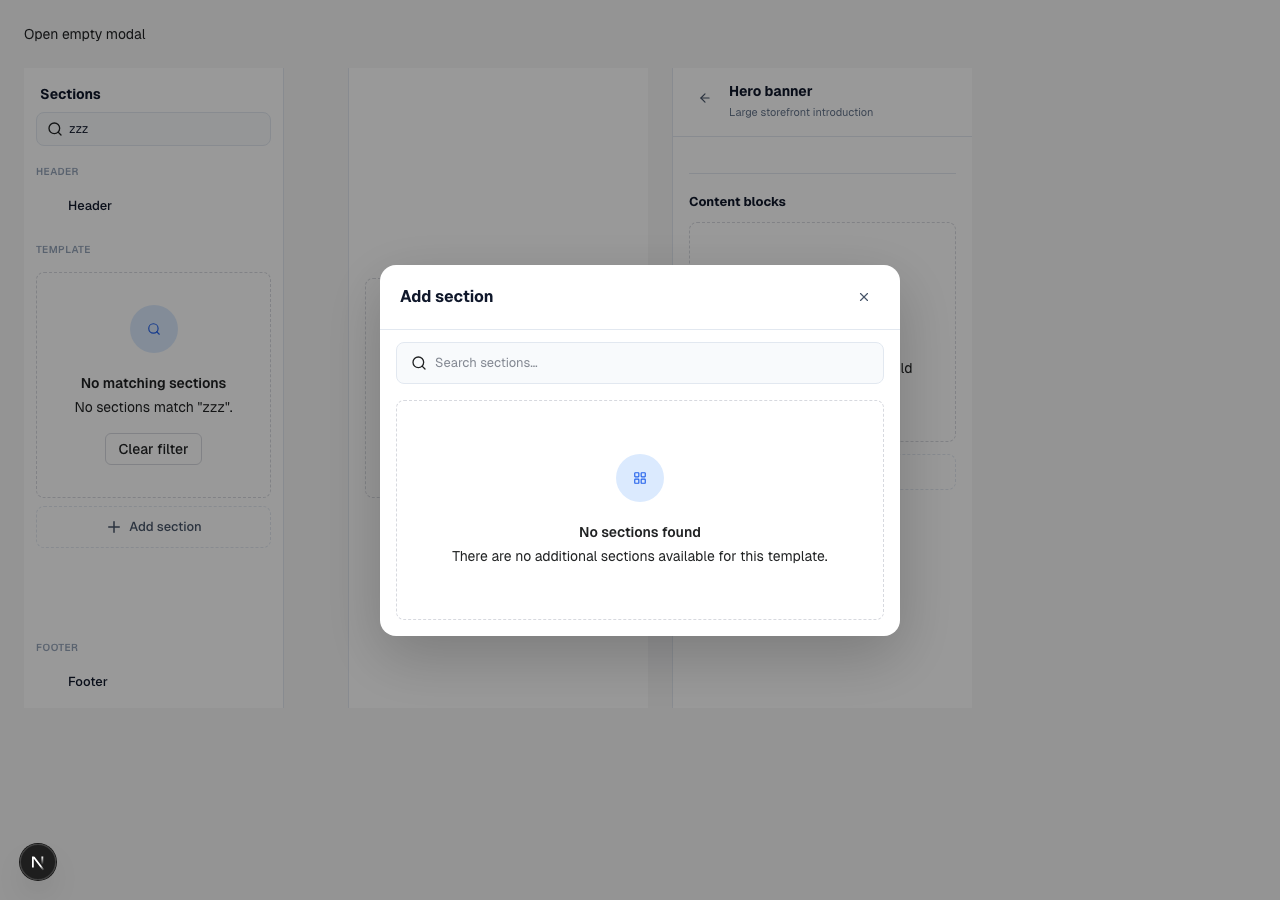 Open empty modal
Sections
zzz
HEADER
Header
TEMPLATE
No matching sections
No sections match "zzz".
Clear filter
Add section
FOOTER
Footer
Hero banner
Large storefront introduction
Content blocks
Add section
Search sections…
No sections found
There are no additional sections available for this template.
N